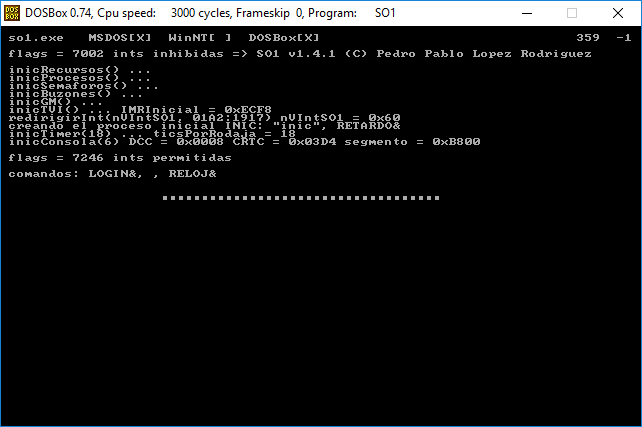 DOSBox 0.74, Cpu speed: 3000 cycles, Frameskip 0, Program: SO1
so1.exe MSDOS[X] WinNT[ ] DOSBox[X] 359 -1
flags = 7002 ints inhibidas => SO1 v1.4.1 (C) Pedro Pablo Lopez Rodriguez
inicRecursos() ...
inicProcesos() ...
inicSemaforos() ...
inicBuzones() ...
inicGM() ...
inicTVI() ... IMRInicial = 0xECF8
redirigirInt(nVIntSO1, 01A2:1917) nVIntSO1 = 0x60
creando el proceso inicial INIC: "inic", RETARDO&
inicTimer(18) ... ticsPorRodaja = 18
inicConsola(6) DCC = 0x0008 CRTC = 0x03D4 segmento = 0xB800
flags = 7246 ints permitidas
comandos: LOGIN&, , RELOJ&